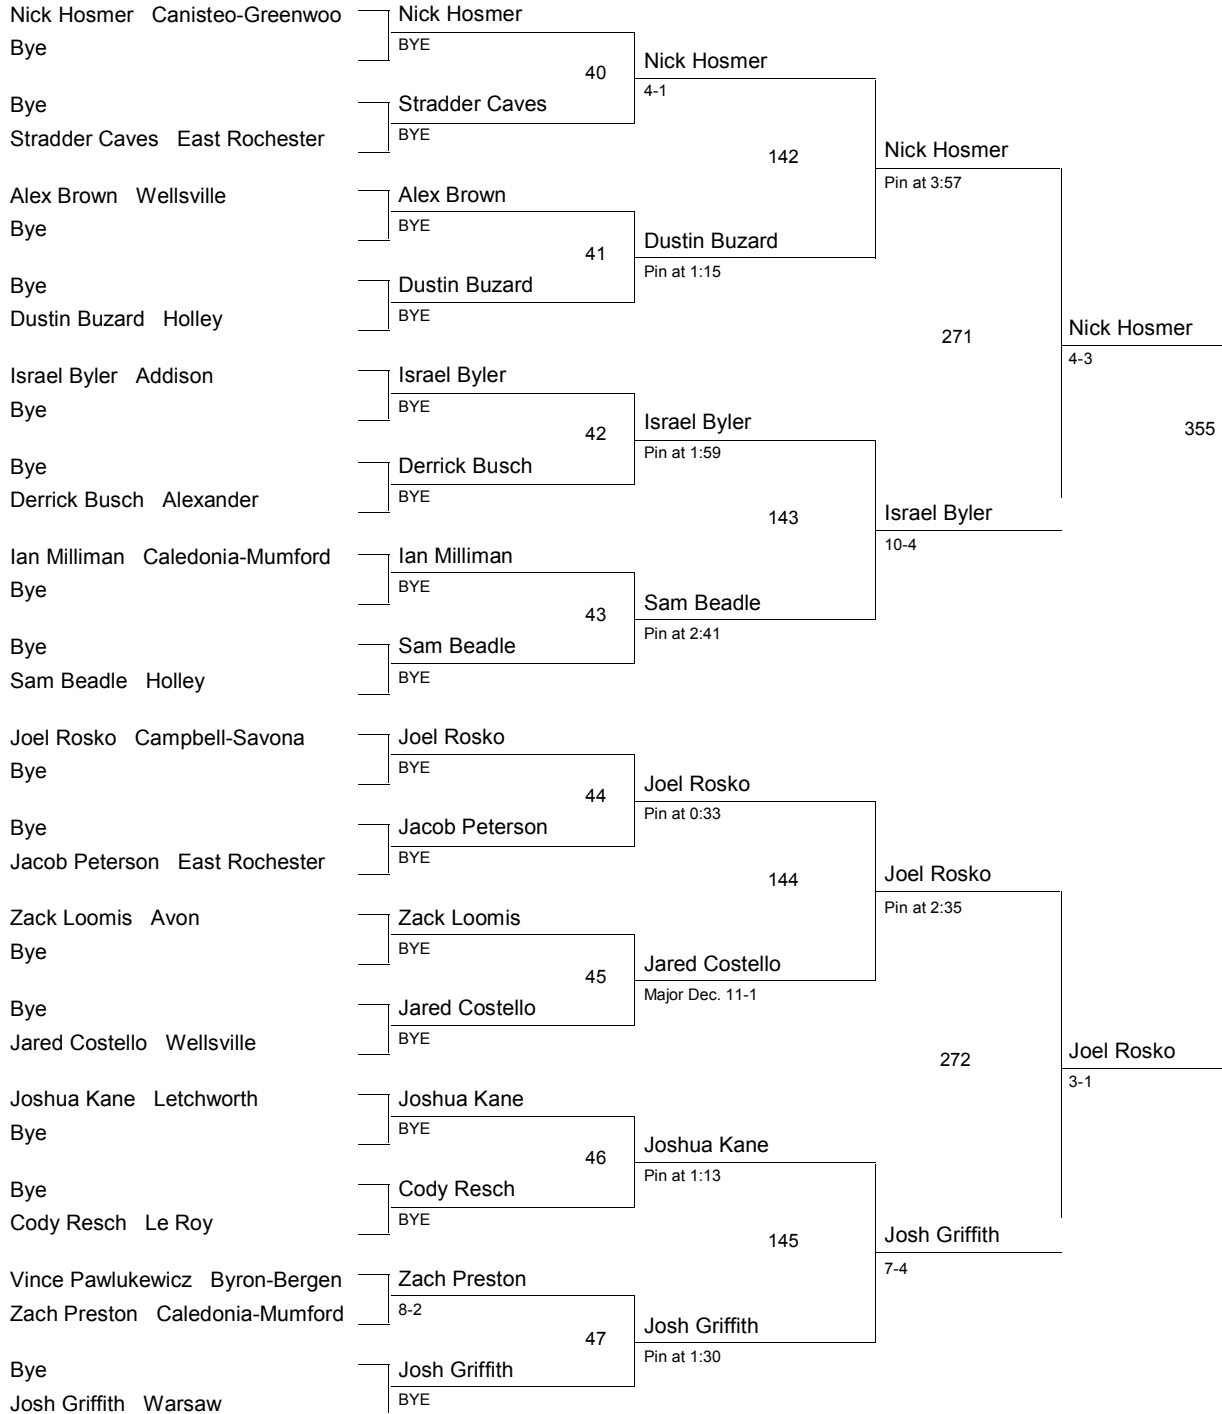 Nick Hosmer Canisteo-Greenwoo
Bye
Bye
Stradder Caves East Rochester
Alex Brown Wellsville
Bye
Bye
Dustin Buzard Holley
Israel Byler Addison
Bye
Bye
Derrick Busch Alexander
Ian Milliman Caledonia-Mumford
Bye
Bye
Sam Beadle Holley
Joel Rosko Campbell-Savona
Bye
Bye
Jacob Peterson East Rochester
Zack Loomis Avon
Bye
Bye
Jared Costello Wellsville
Joshua Kane Letchworth
Bye
Bye
Cody Resch Le Roy
Vince Pawlukewicz Byron-Bergen
Zach Preston Caledonia-Mumford
Bye
Josh Griffith Warsaw
Nick Hosmer
BYE
40
Stradder Caves
BYE
Alex Brown
BYE
41
Dustin Buzard
BYE
Israel Byler
BYE
42
Derrick Busch
BYE
Ian Milliman
BYE
43
Sam Beadle
BYE
Joel Rosko
BYE
44
Jacob Peterson
BYE
Zack Loomis
BYE
45
Jared Costello
BYE
Joshua Kane
BYE
46
Cody Resch
BYE
Zach Preston
8-2
47
Josh Griffith
BYE
Nick Hosmer
4-1
142
Dustin Buzard
Pin at 1:15
Israel Byler
Pin at 1:59
143
Sam Beadle
Pin at 2:41
Joel Rosko
Pin at 0:33
144
Jared Costello
Major Dec. 11-1
Joshua Kane
Pin at 1:13
145
Josh Griffith
Pin at 1:30
Nick Hosmer
Pin at 3:57
271
Israel Byler
10-4
Joel Rosko
Pin at 2:35
272
Josh Griffith
7-4
Nick Hosmer
4-3
355
Joel Rosko
3-1